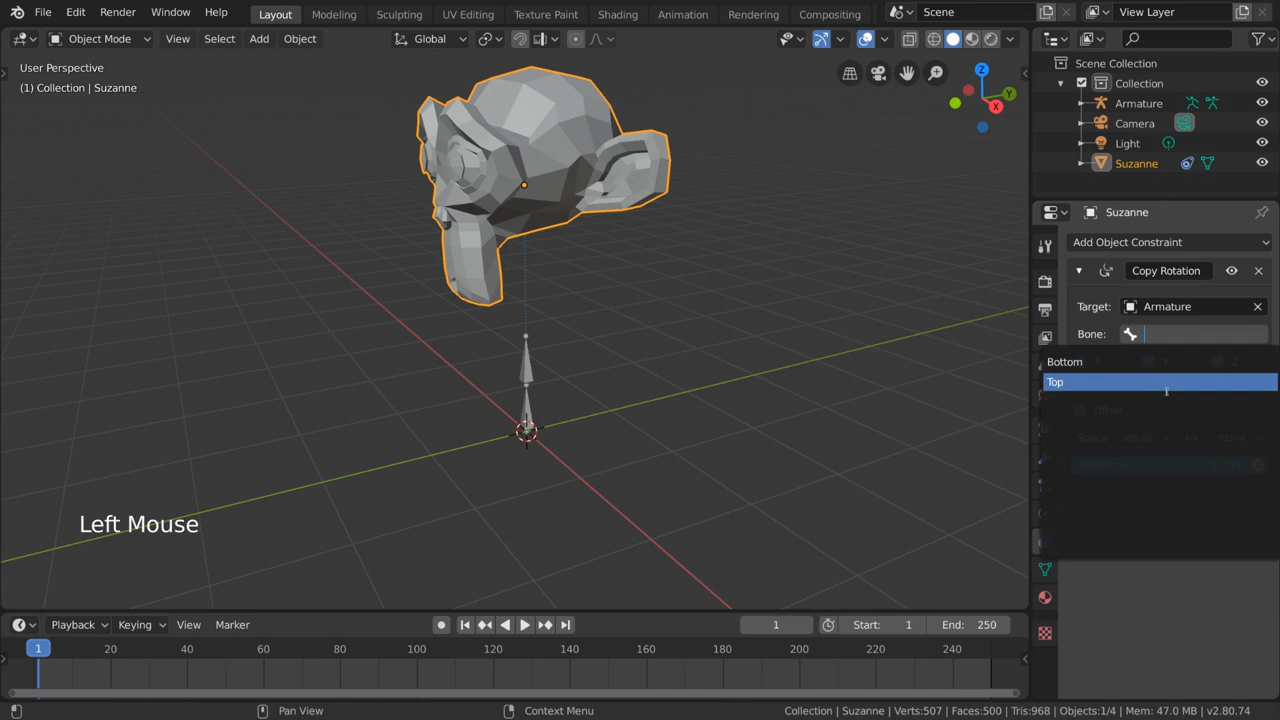 File Edit Render Window Help Layout Modeling Sculpting UV Editing Texture Paint Shading Animation Rendering Compositing Scene View Layer
Object Mode View Select Add Object Global
User Perspective
(1) Collection | Suzanne
Z
Y
X
Scene Collection
Collection
Armature
Camera
Light
Suzanne
Suzanne
Add Object Constraint
Copy Rotation
Target: Armature
Bone:
Bottom X Y Z
Top
Offset
Space World World
Left Mouse
Playback Keying View Marker 1 Start: 1 End: 250
1 20 40 60 80 100 120 140 160 180 200 220 240
Pan View Context Menu Collection | Suzanne | Verts:507 | Faces:500 | Tris:968 | Objects:1/4 | Mem: 47.0 MB | v2.80.74